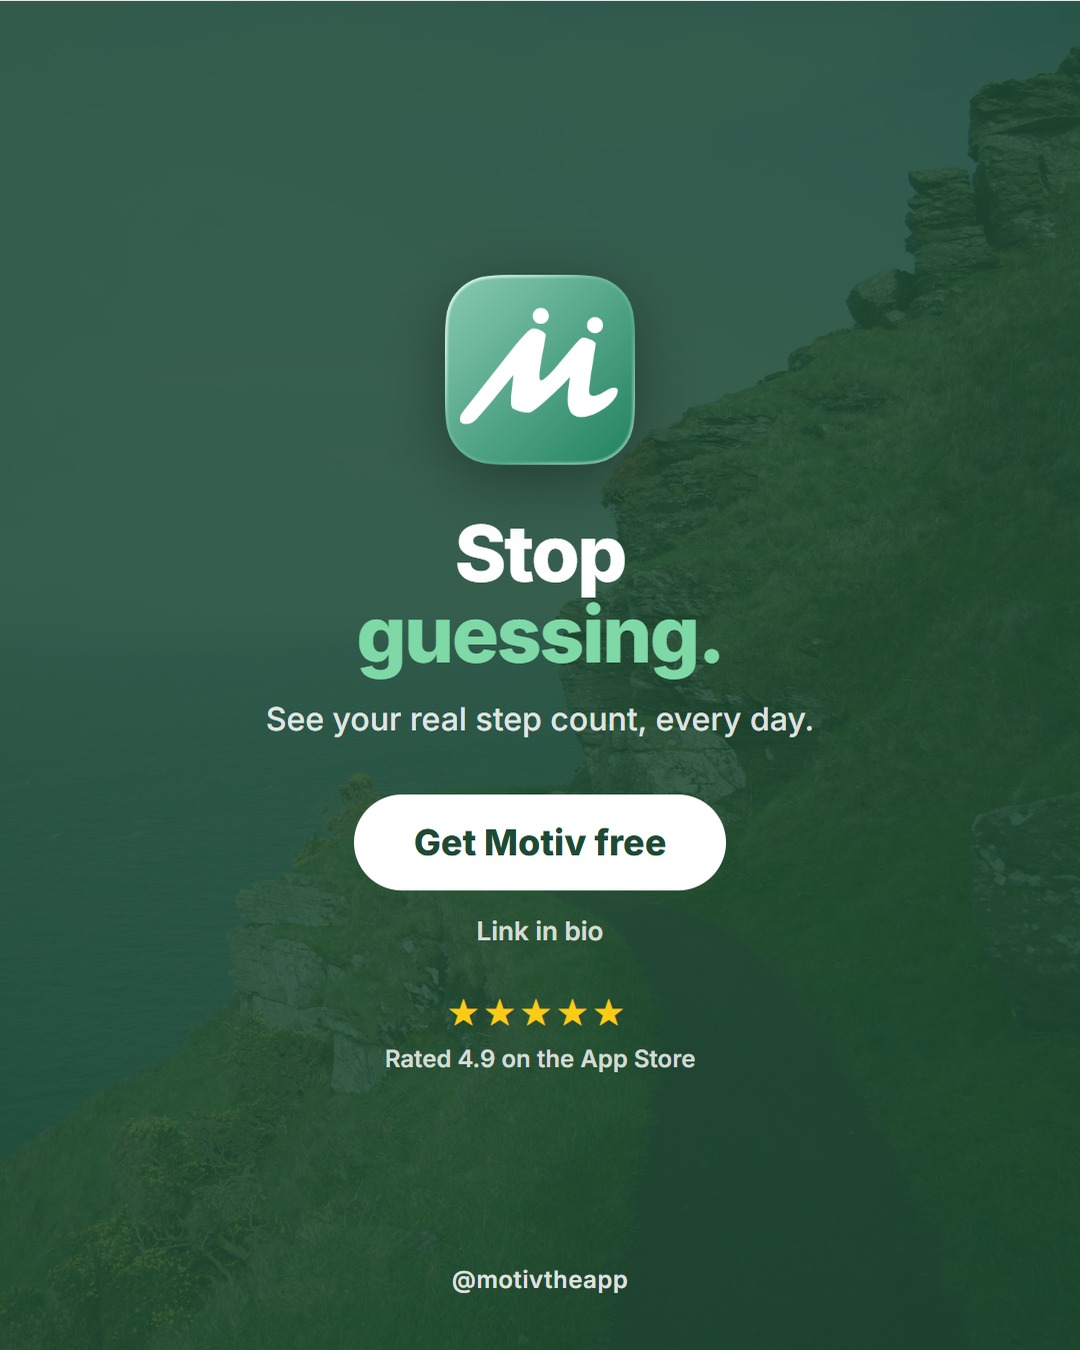 Stop
guessing.
See your real step count, every day.
Get Motiv free
Link in bio
★★★★★
Rated 4.9 on the App Store
@motivtheapp